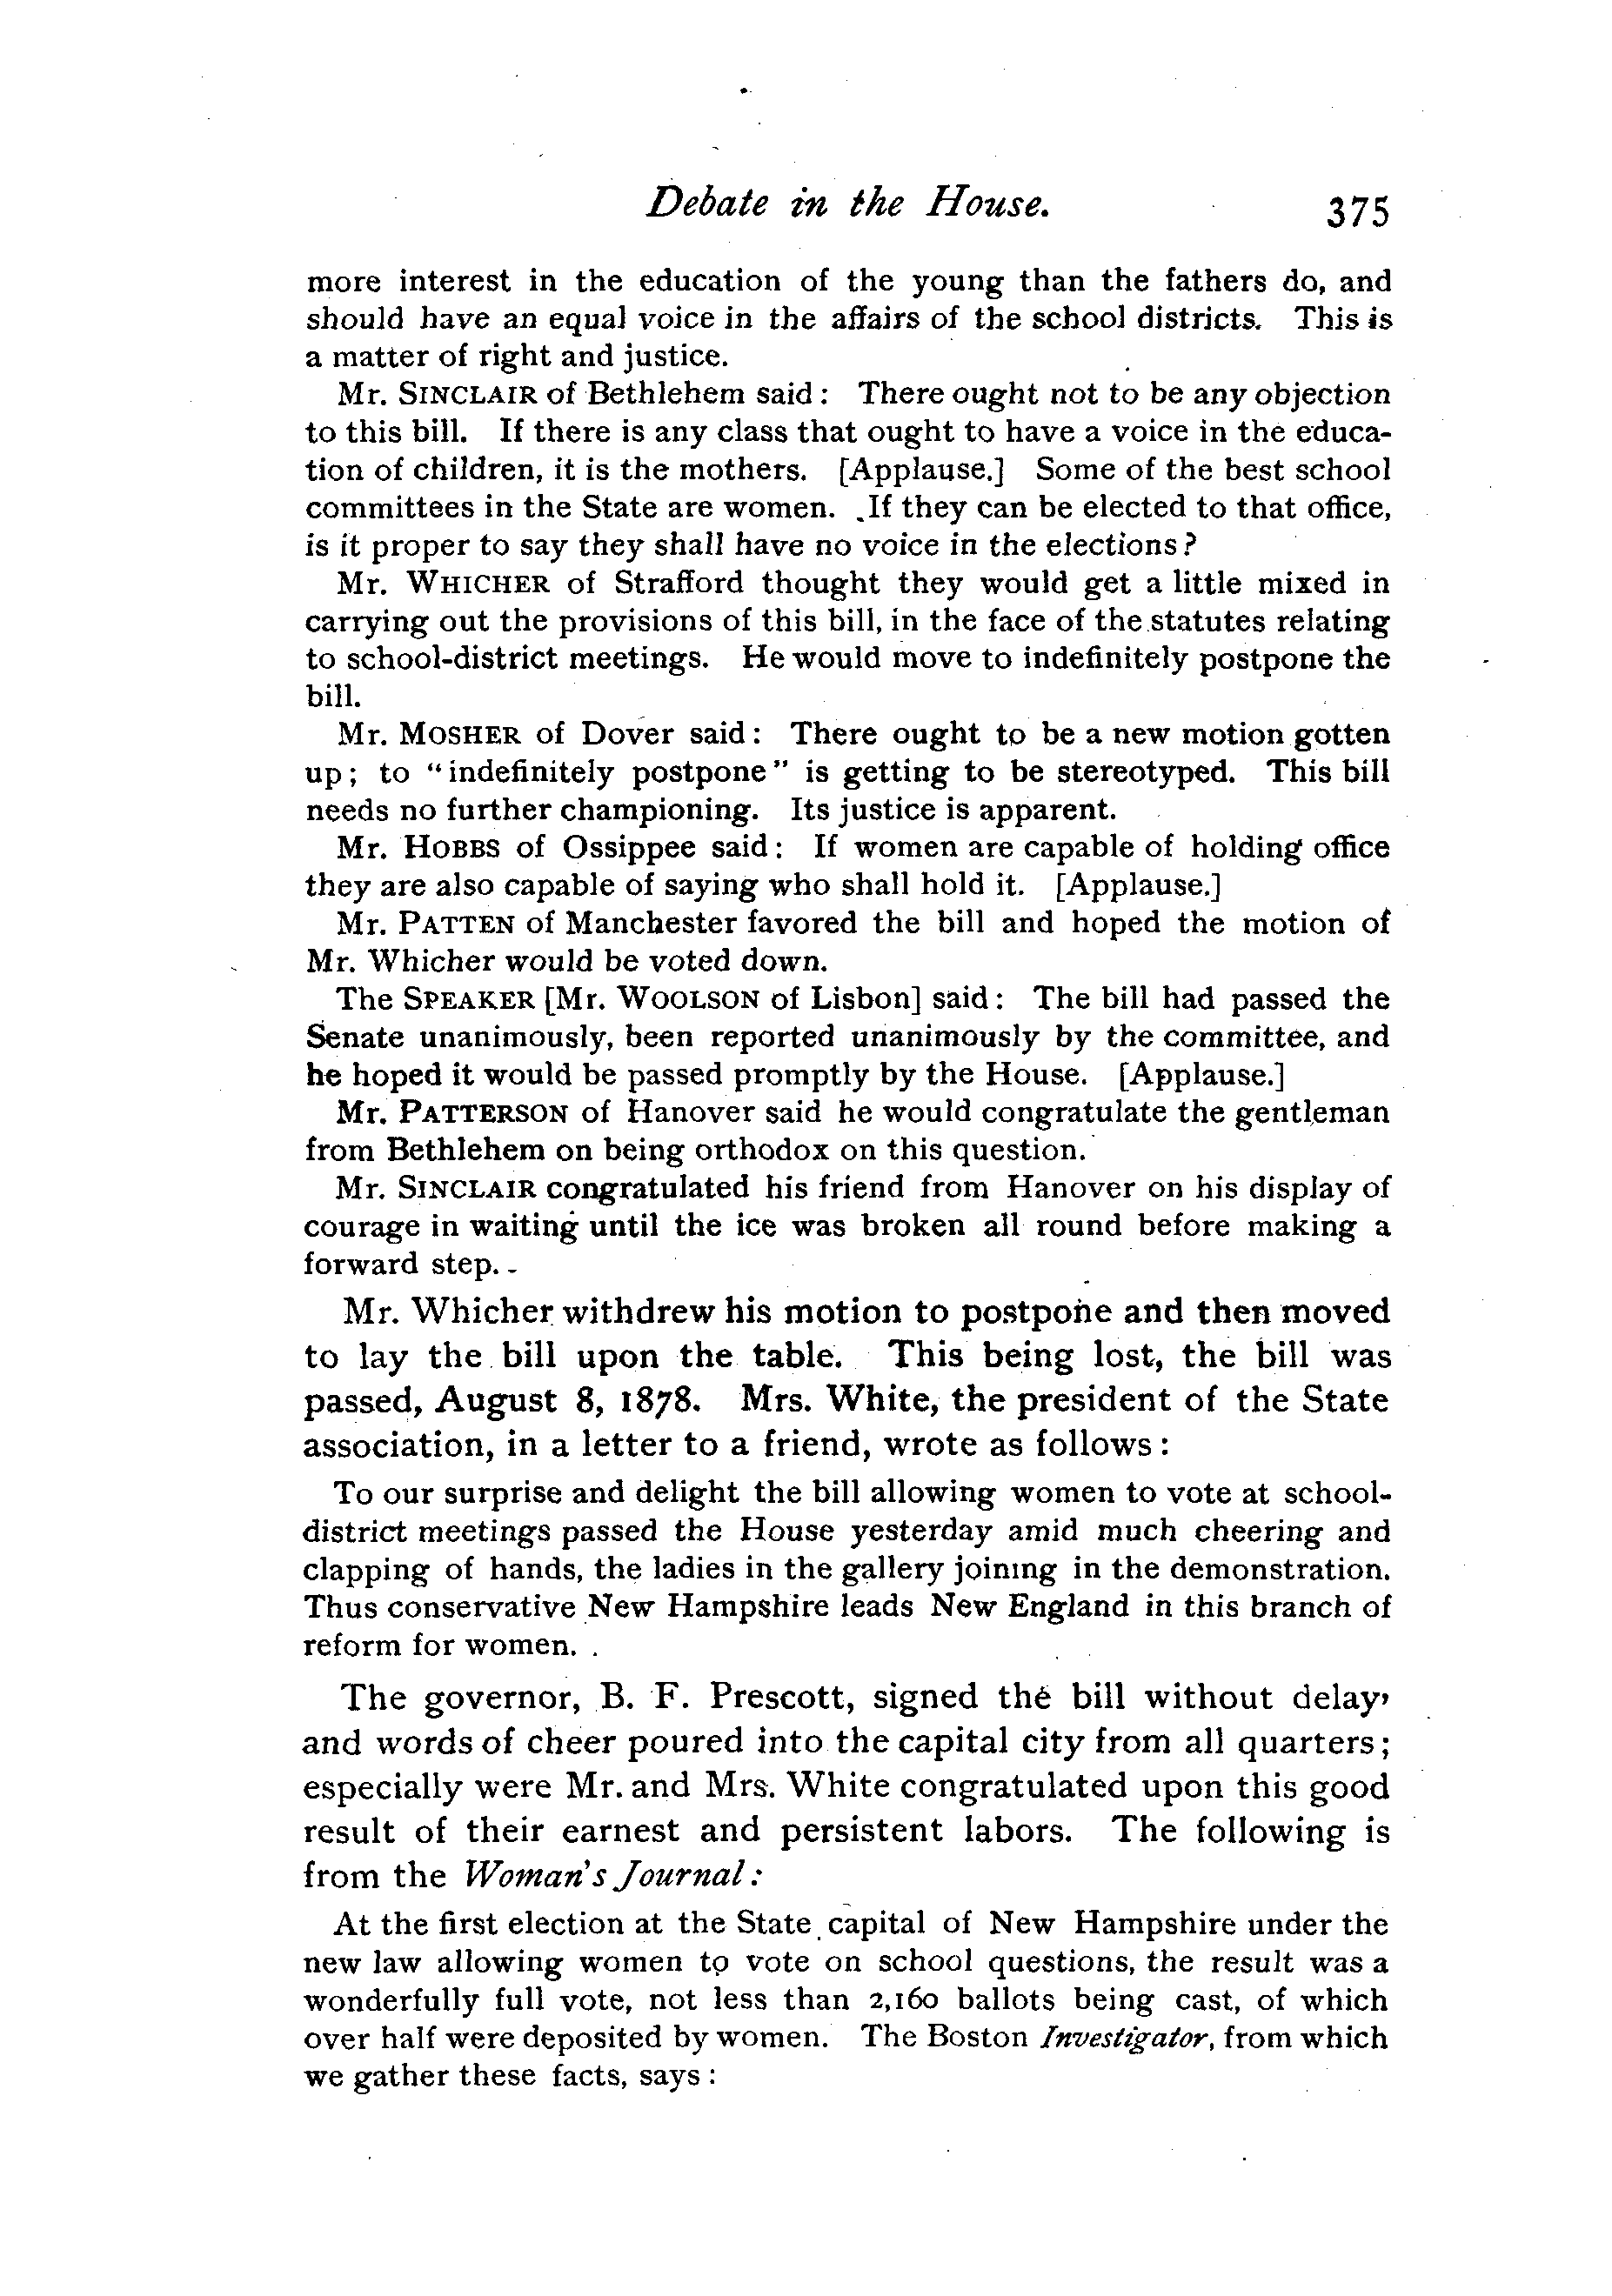 Debate in the House. 375
more interest in the education of the young than the fathers do, and
should have an equal voice in the affairs of the school districts. This is
a matter of right and justice.
Mr. SINCLAIR of Bethlehem said: There ought not to be any objection
to this bill. If there is any class that ought to have a voice in the educa-
tion of children, it is the mothers. [Applause.] Some of the best school
committees in the State are women. If they can be elected to that office,
is it proper to say they shall have no voice in the elections?
Mr. WHICHER of Strafford thought they would get a little mixed in
carrying out the provisions of this bill, in the face of the statutes relating
to school-district meetings. He would move to indefinitely postpone the
bill.
Mr. MOSHER of Dover said: There ought to be a new motion gotten
up; to "indefinitely postpone" is getting to be stereotyped. This bill
needs no further championing. Its justice is apparent.
Mr. HOBBS of Ossippee said: If women are capable of holding office
they are also capable of saying who shall hold it. [Applause.]
Mr. PATTEN of Manchester favored the bill and hoped the motion of
Mr. Whicher would be voted down.
The SPEAKER [Mr. WOOLSON of Lisbon] said: The bill had passed the
Senate unanimously, been reported unanimously by the committee, and
he hoped it would be passed promptly by the House. [Applause.]
Mr. PATTERSON of Hanover said he would congratulate the gentleman
from Bethlehem on being orthodox on this question.
Mr. SINCLAIR congratulated his friend from Hanover on his display of
courage in waiting until the ice was broken all round before making a
forward step.
Mr. Whicher withdrew his motion to postpone and then moved
to lay the bill upon the table. This being lost, the bill was
passed, August 8, 1878. Mrs. White, the president of the State
association, in a letter to a friend, wrote as follows:
To our surprise and delight the bill allowing women to vote at school-
district meetings passed the House yesterday amid much cheering and
clapping of hands, the ladies in the gallery joining in the demonstration.
Thus conservative New Hampshire leads New England in this branch of
reform for women.
The governor, B. F. Prescott, signed the bill without delay,
and words of cheer poured into the capital city from all quarters;
especially were Mr. and Mrs. White congratulated upon this good
result of their earnest and persistent labors. The following is
from the Woman's Journal:
At the first election at the State capital of New Hampshire under the
new law allowing women to vote on school questions, the result was a
wonderfully full vote, not less than 2,160 ballots being cast, of which
over half were deposited by women. The Boston Investigator, from which
we gather these facts, says: